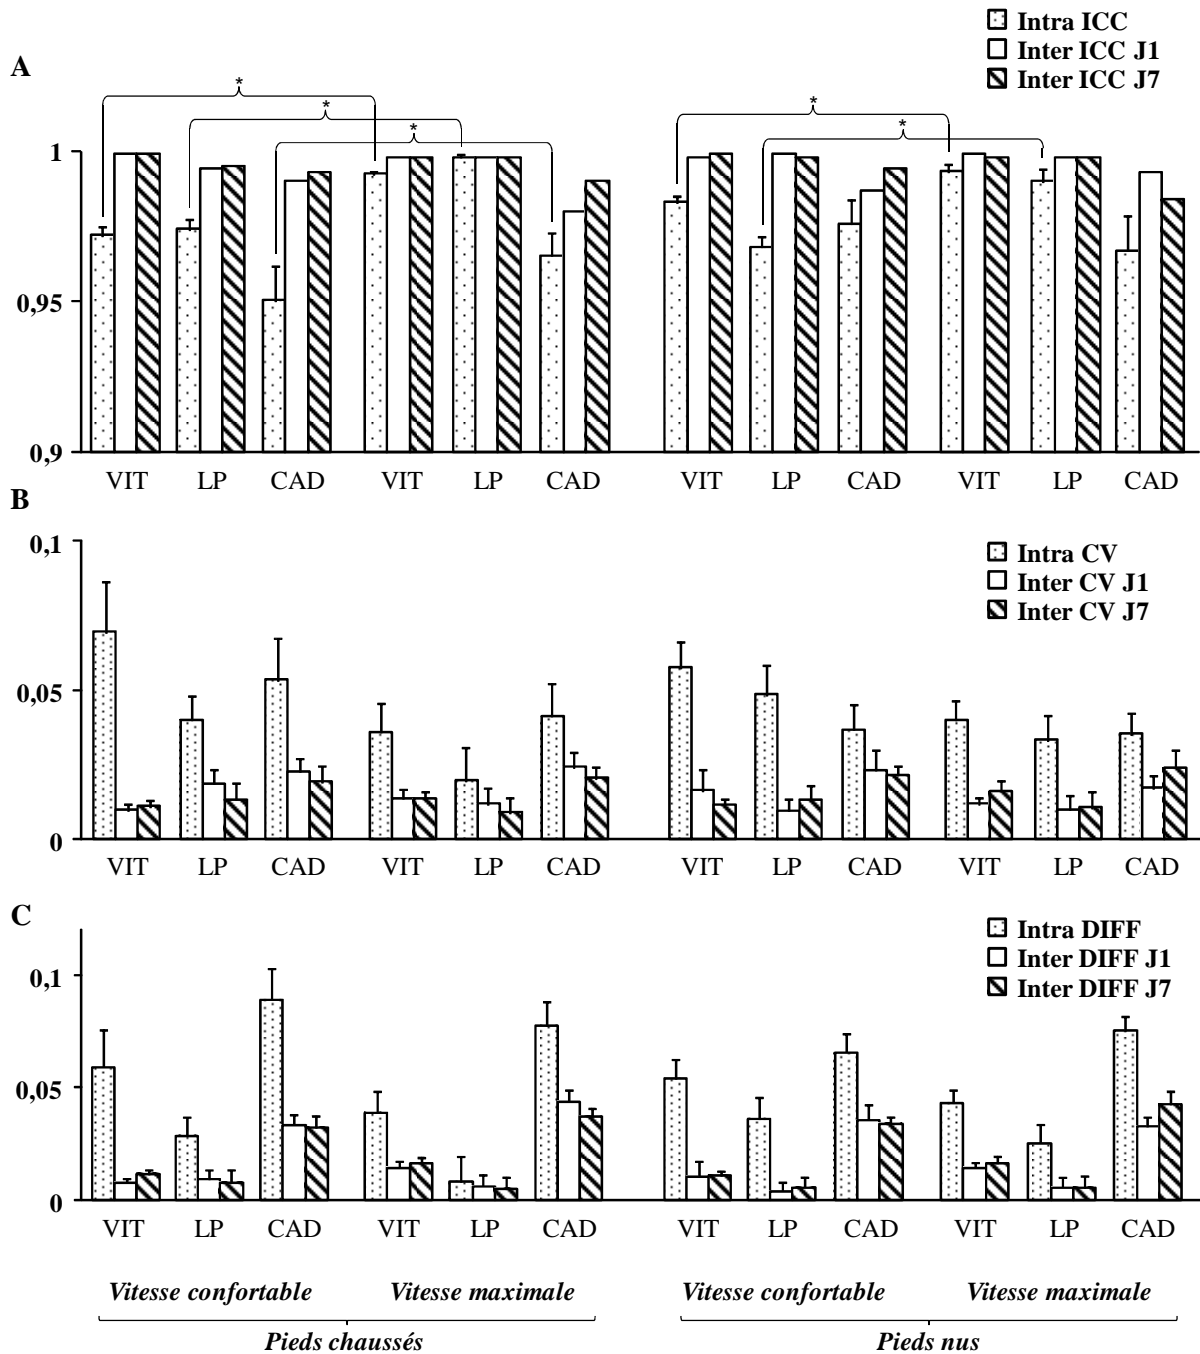 Intra ICC
Inter ICC J1
Inter ICC J7
A
* * * * *
1
0,95
0,9
VIT LP CAD VIT LP CAD VIT LP CAD VIT LP CAD
B
0,1
Intra CV
Inter CV J1
Inter CV J7
0,05
0
VIT LP CAD VIT LP CAD VIT LP CAD VIT LP CAD
C
Intra DIFF
Inter DIFF J1
Inter DIFF J7
0,1
0,05
0
VIT LP CAD VIT LP CAD VIT LP CAD VIT LP CAD
Vitesse confortable Vitesse maximale Vitesse confortable Vitesse maximale
Pieds chaussés Pieds nus